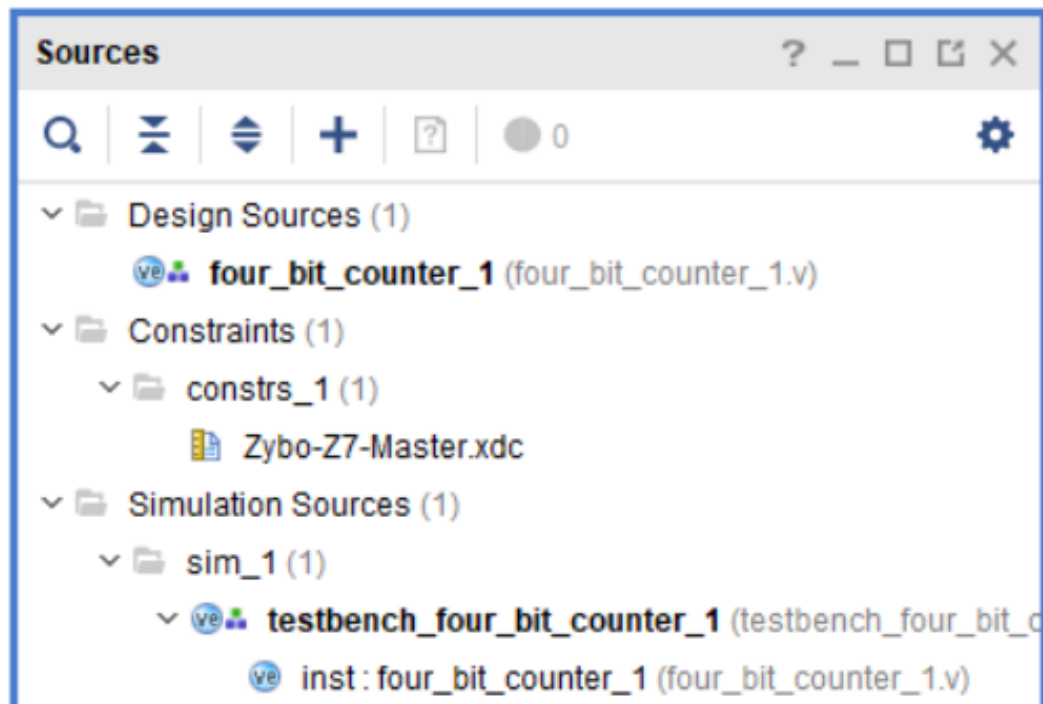 Sources
0
Design Sources (1)
four_bit_counter_1 (four_bit_counter_1.v)
Constraints (1)
constrs_1 (1)
Zybo-Z7-Master.xdc
Simulation Sources (1)
sim_1 (1)
testbench_four_bit_counter_1 (testbench_four_bit_c
inst : four_bit_counter_1 (four_bit_counter_1.v)